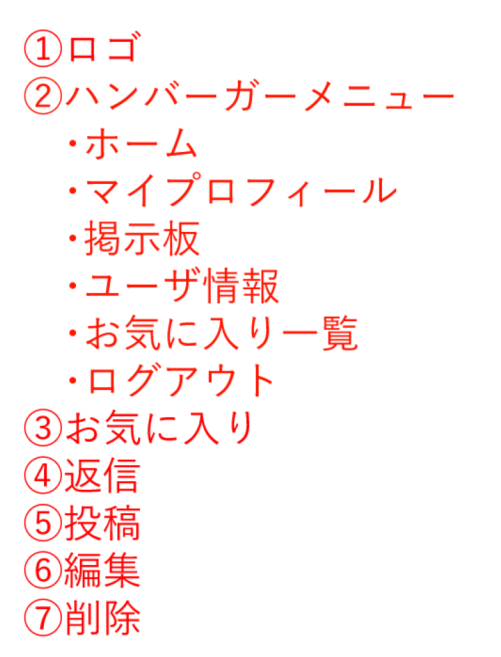 ①ロゴ
②ハンバーガーメニュー
・ホーム
・マイプロフィール
・掲示板
・ユーザ情報
・お気に入り一覧
・ログアウト
③お気に入り
④返信
⑤投稿
⑥編集
⑦削除